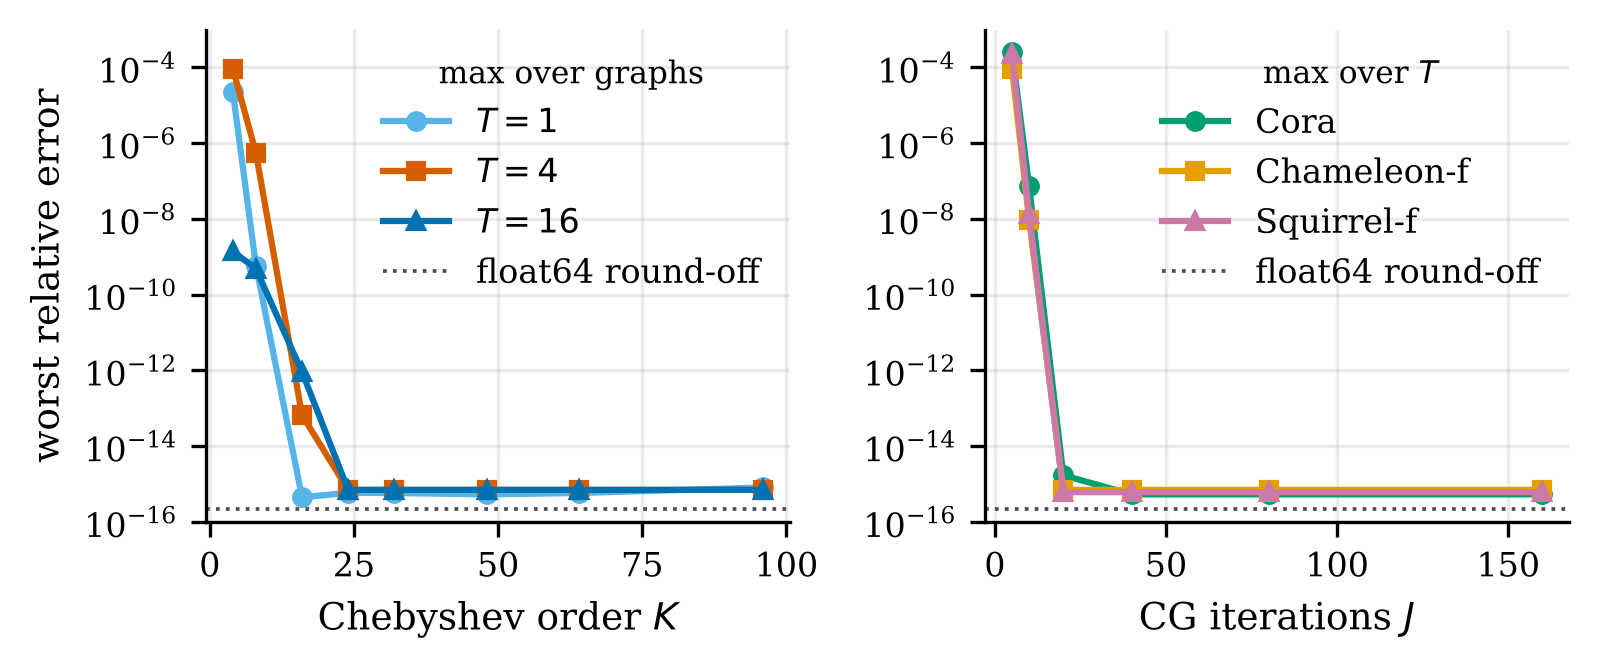 worst relative error
10⁻⁴
10⁻⁶
10⁻⁸
10⁻¹⁰
10⁻¹²
10⁻¹⁴
10⁻¹⁶
max over graphs
T = 1
T = 4
T = 16
float64 round-off
0 25 50 75 100
Chebyshev order K
10⁻⁴
10⁻⁶
10⁻⁸
10⁻¹⁰
10⁻¹²
10⁻¹⁴
10⁻¹⁶
max over T
Cora
Chameleon-f
Squirrel-f
float64 round-off
0 50 100 150
CG iterations J